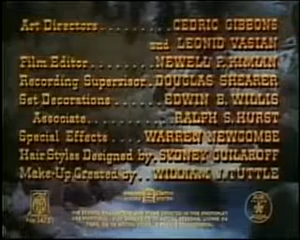 Art Directors.........CEDRIC GIBBONS
and LEONID VASIAN
Film Editor........NEWELL P. KIMLIN
Recording Supervisor.DOUGLAS SHEARER
Set Decorations.....EDWIN B. WILLIS
Associate..........RALPH S. HURST
Special Effects....WARREN NEWCOMBE
Hair Styles Designed by.SYDNEY GUILAROFF
Make-Up Created by..WILLIAM J. TUTTLE